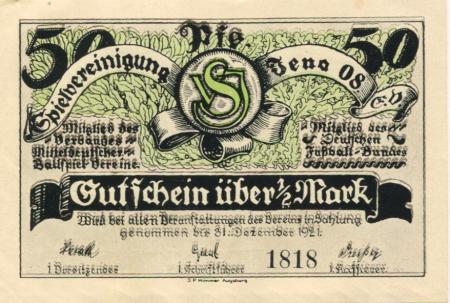 50 Pfg. 50
Spielvereinigung Jena 08 E.V.
VS
Mitglied des
Verbandes
Mitteldeutscher
Ballspiel-Vereine.
Mitglied des
Deutschen
Fußball-Bundes
Gutschein über ½ Mark
Wird bei allen Veranstaltungen des Vereins in Zahlung
genommen bis 31. Dezember 1921.
1818
1. Vorsitzender 1. Schriftführer 1. Kassierer